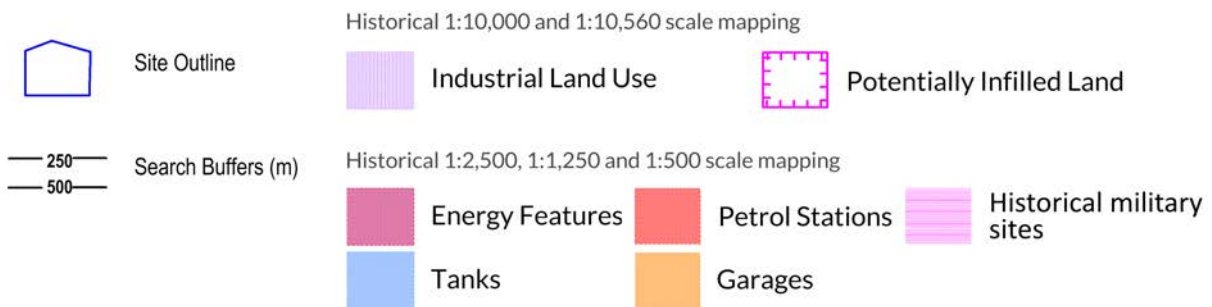 Historical 1:10,000 and 1:10,560 scale mapping
Site Outline
Industrial Land Use
Potentially Infilled Land
250
500
Search Buffers (m)
Historical 1:2,500, 1:1,250 and 1:500 scale mapping
Energy Features
Petrol Stations
Historical military
sites
Tanks
Garages